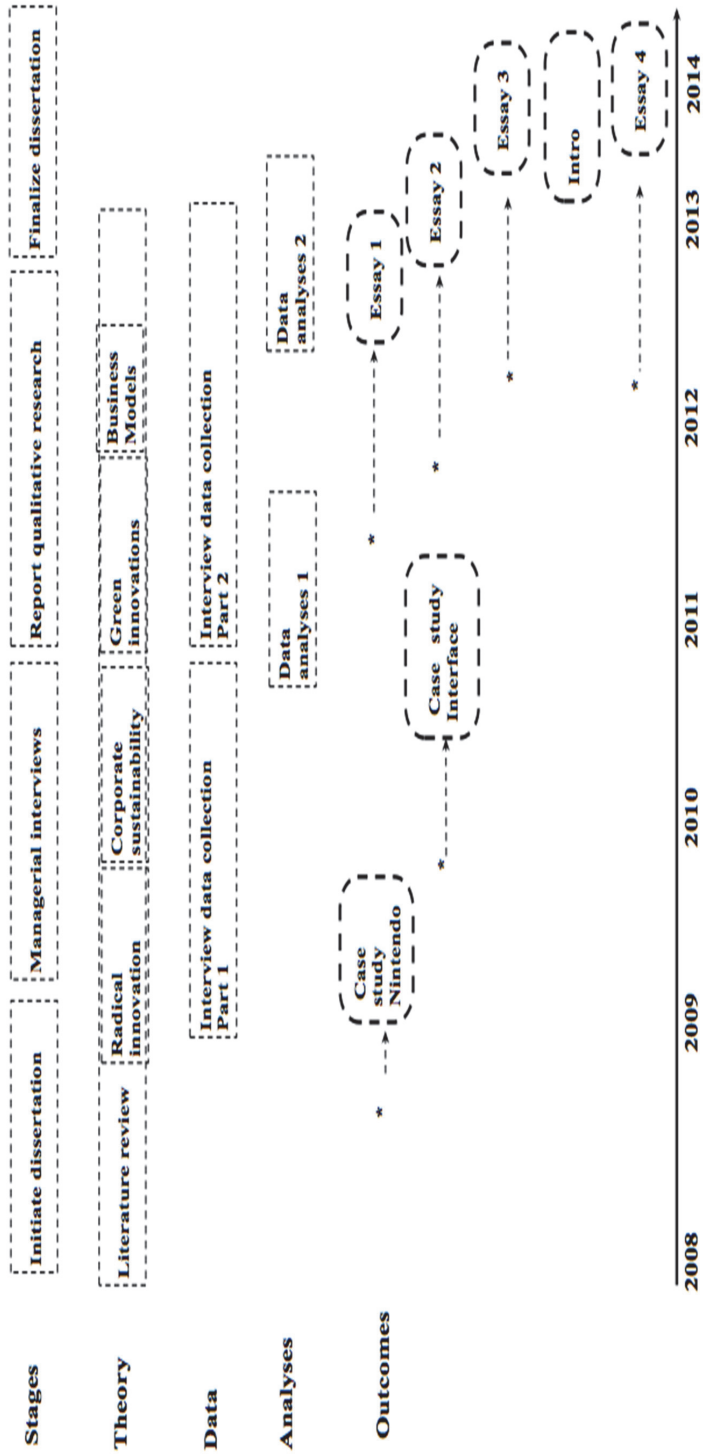 Stages
Initiate dissertation
Managerial interviews
Report qualitative research
Finalize dissertation
Theory
Literature review
Radical
innovation
Corporate
sustainability
Green
innovations
Business
Models
Data
Interview data collection
Part 1
Interview data collection
Part 2
Analyses
Data
analyses 1
Data
analyses 2
Outcomes
*
Case
study
Nintendo
*
Essay 1
*
Case study
Interface
*
Essay 2
*
Essay 3
Intro
*
Essay 4
2008
2009
2010
2011
2012
2013
2014